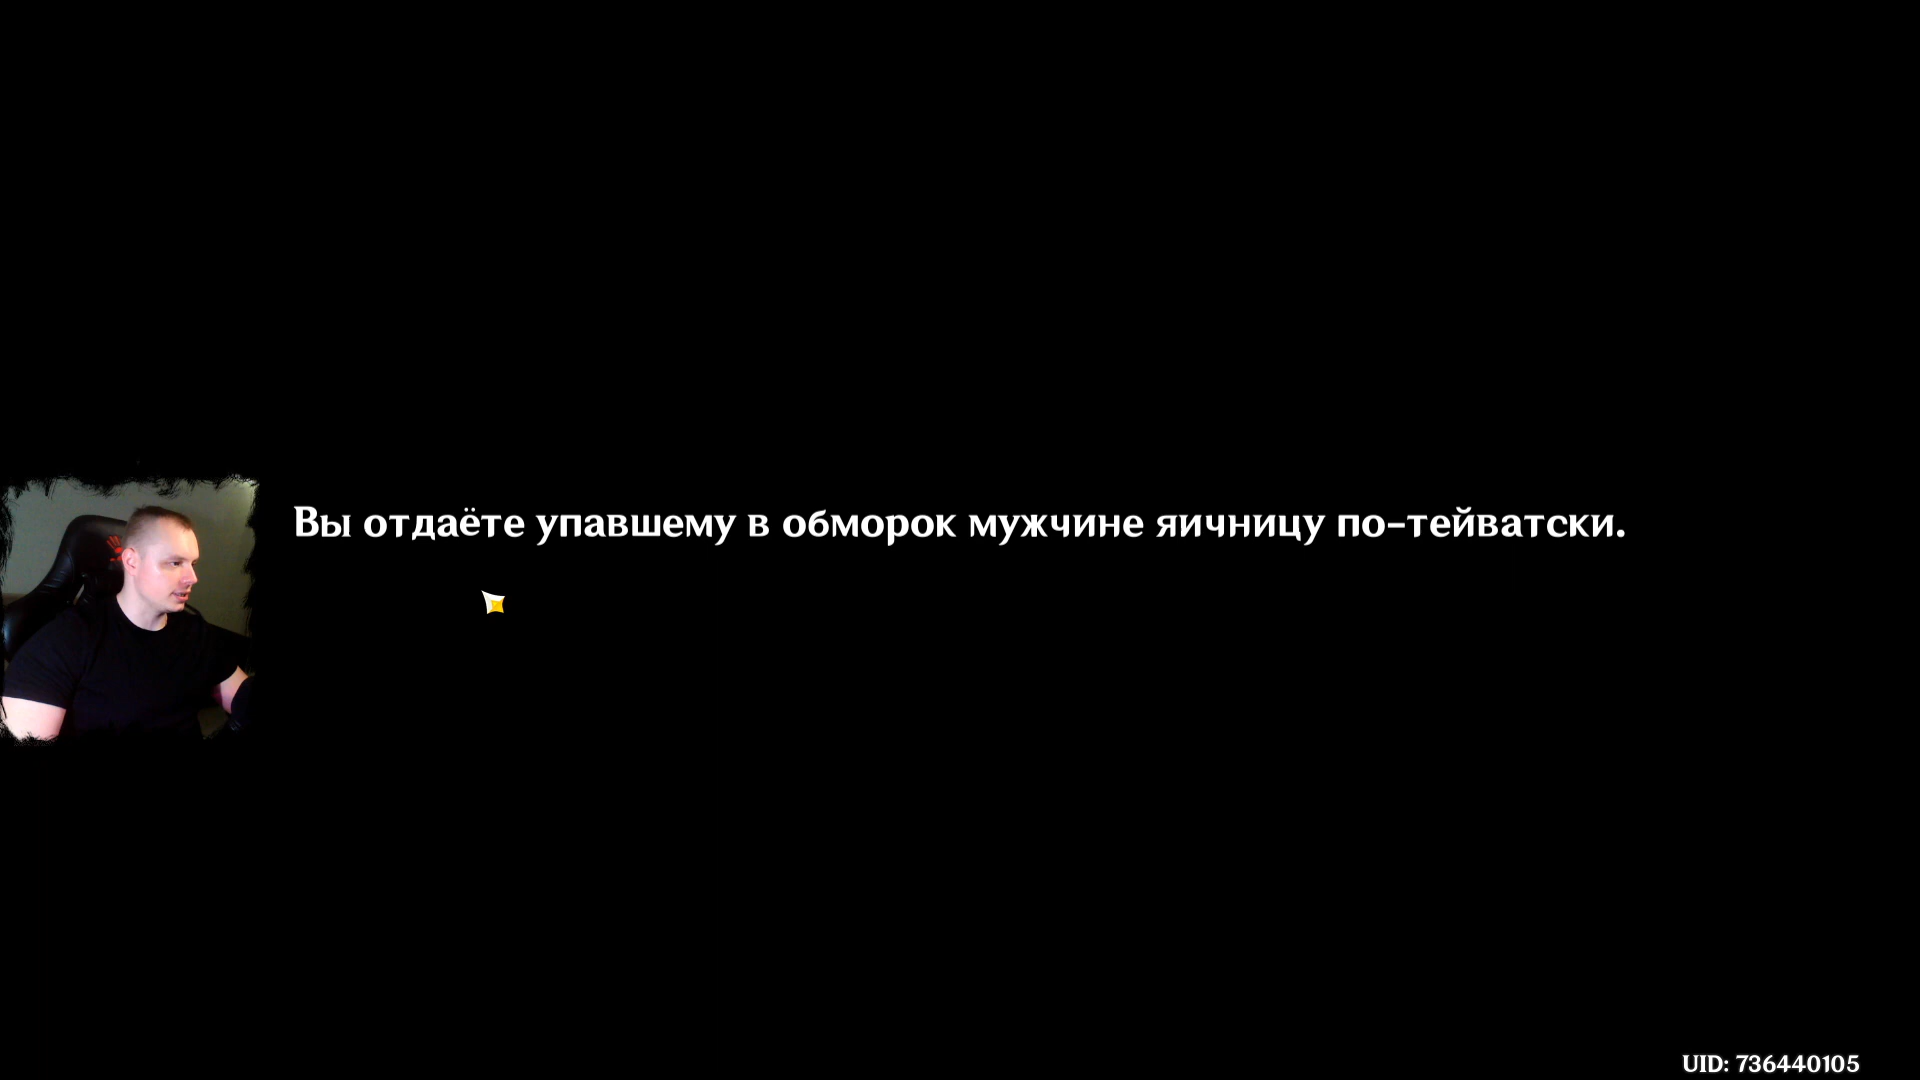 Вы отдаёте упавшему в обморок мужчине яичницу по-тейватски.
UID: 736440105